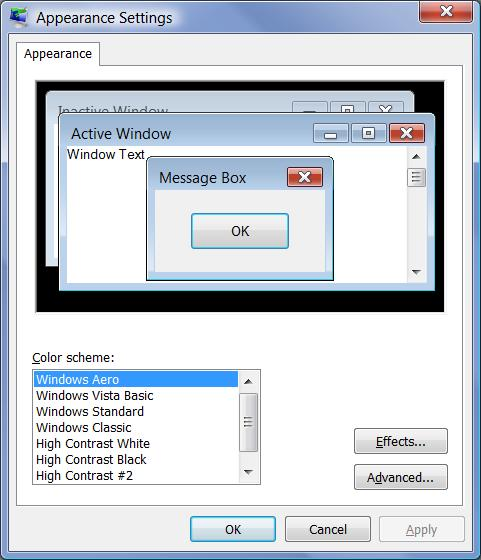 Appearance Settings
Appearance
Inactive Window
Active Window
Window Text
Message Box
OK
Color scheme:
Windows Aero
Windows Vista Basic
Windows Standard
Windows Classic
High Contrast White
High Contrast Black
High Contrast #2
Effects...
Advanced...
OK
Cancel
Apply